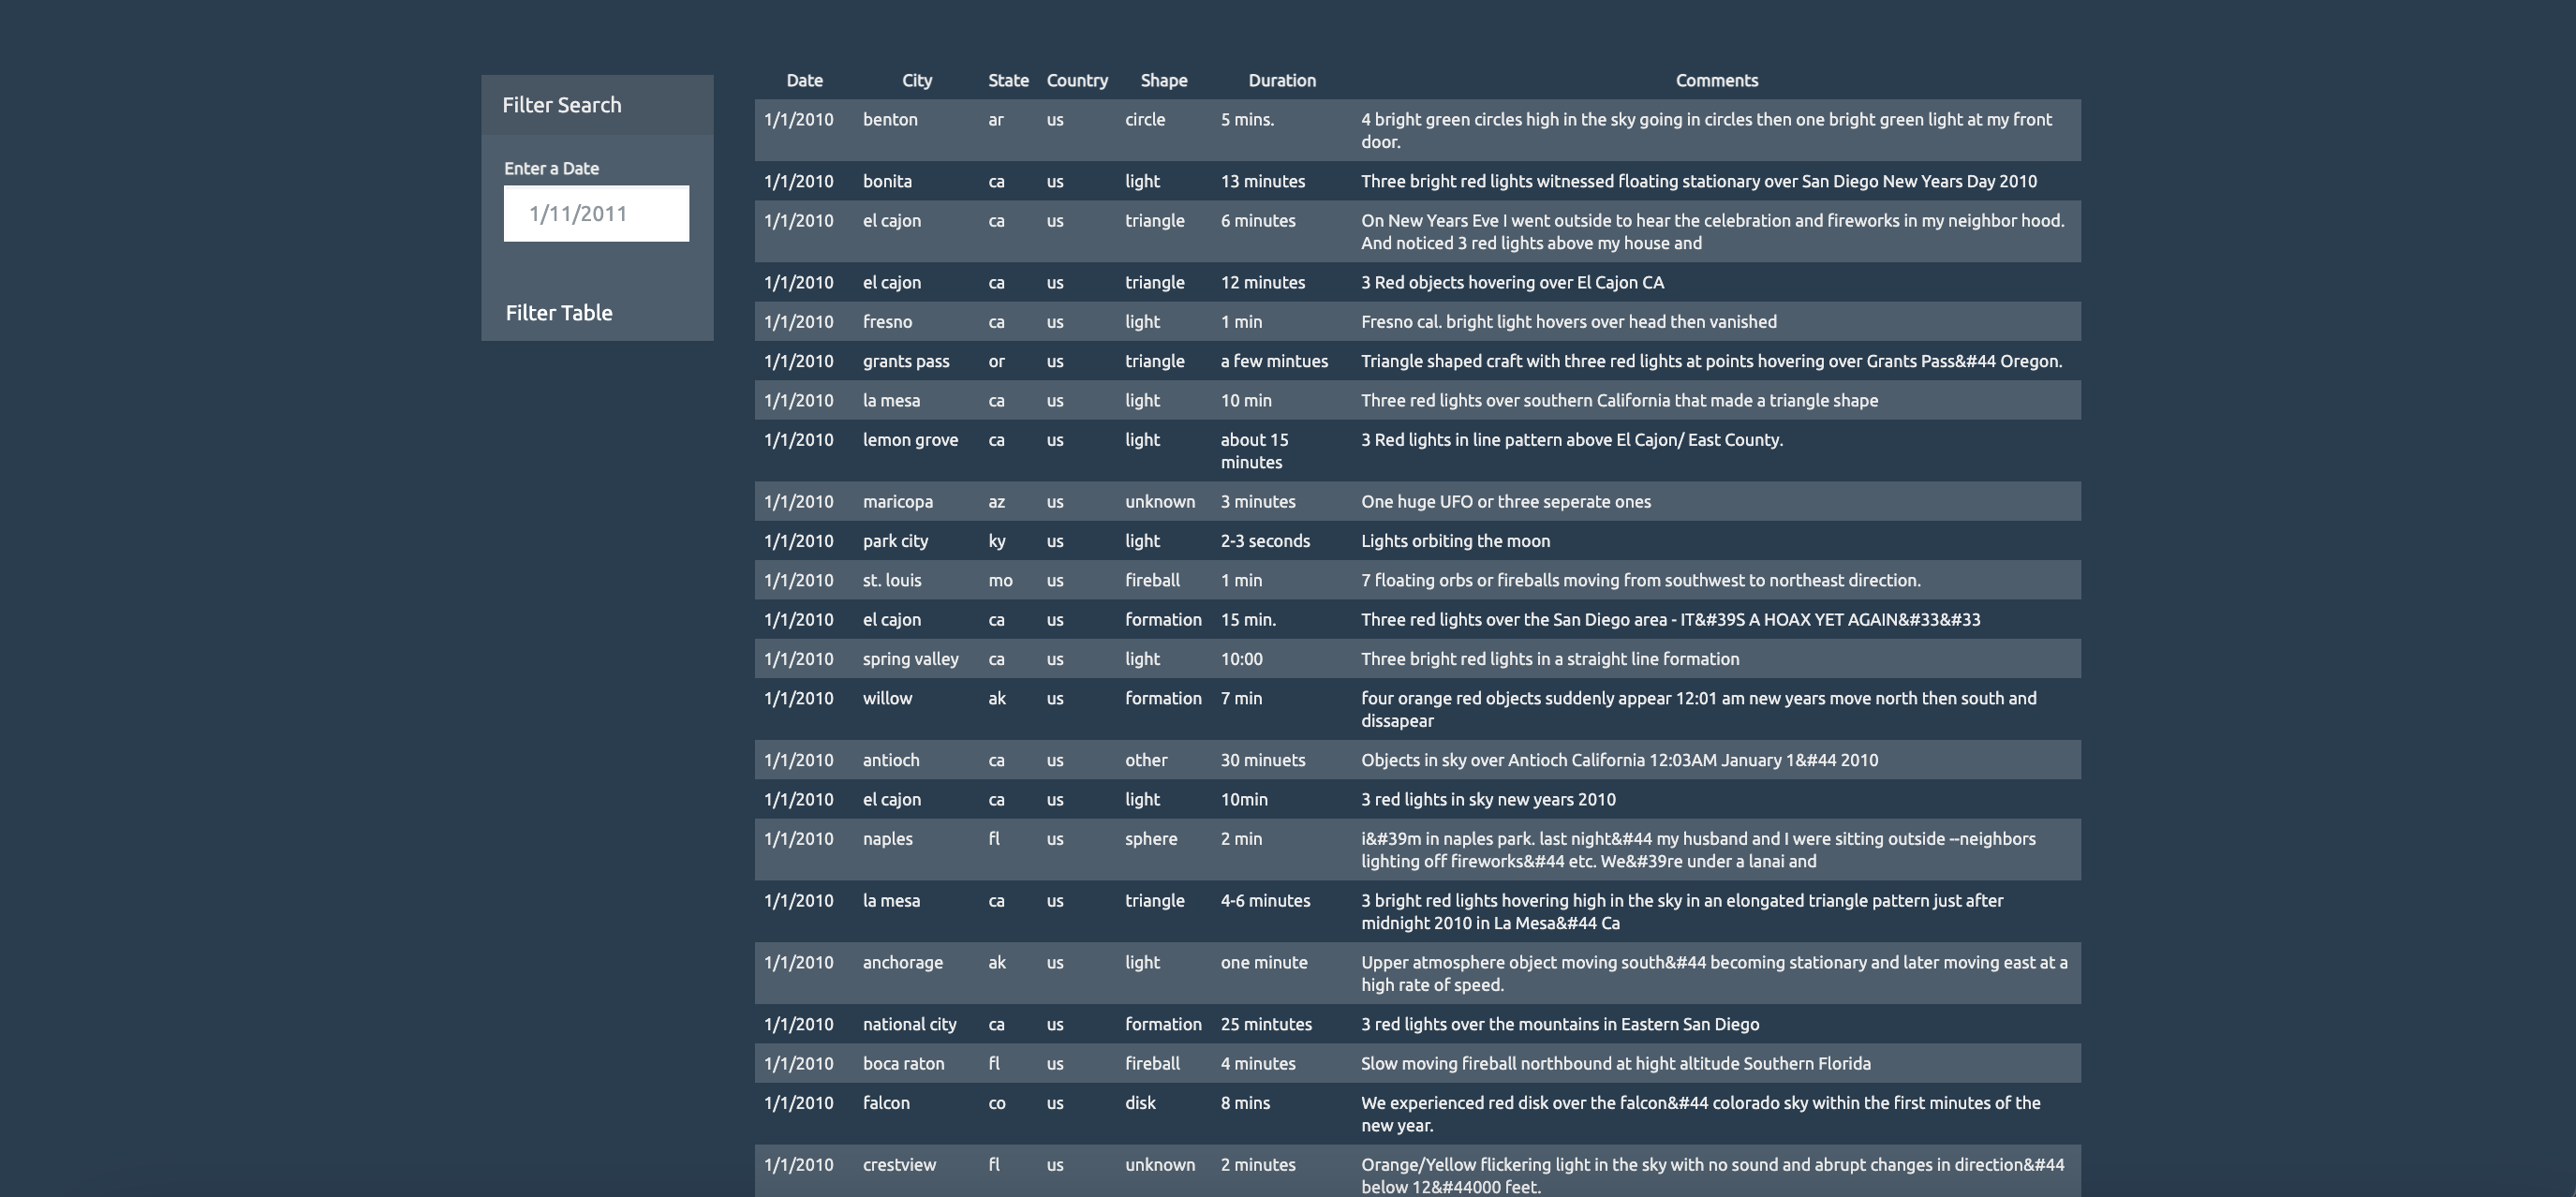 Filter Search
Enter a Date
1/11/2011
Filter Table
Date City State Country Shape Duration Comments
1/1/2010 benton ar us circle 5 mins. 4 bright green circles high in the sky going in circles then one bright green light at my front
door.
1/1/2010 bonita ca us light 13 minutes Three bright red lights witnessed floating stationary over San Diego New Years Day 2010
1/1/2010 el cajon ca us triangle 6 minutes On New Years Eve I went outside to hear the celebration and fireworks in my neighbor hood.
And noticed 3 red lights above my house and
1/1/2010 el cajon ca us triangle 12 minutes 3 Red objects hovering over El Cajon CA
1/1/2010 fresno ca us light 1 min Fresno cal. bright light hovers over head then vanished
1/1/2010 grants pass or us triangle a few mintues Triangle shaped craft with three red lights at points hovering over Grants Pass&#44 Oregon.
1/1/2010 la mesa ca us light 10 min Three red lights over southern California that made a triangle shape
1/1/2010 lemon grove ca us light about 15 3 Red lights in line pattern above El Cajon/ East County.
minutes
1/1/2010 maricopa az us unknown 3 minutes One huge UFO or three seperate ones
1/1/2010 park city ky us light 2-3 seconds Lights orbiting the moon
1/1/2010 st. louis mo us fireball 1 min 7 floating orbs or fireballs moving from southwest to northeast direction.
1/1/2010 el cajon ca us formation 15 min. Three red lights over the San Diego area - IT&#39S A HOAX YET AGAIN&#33&#33
1/1/2010 spring valley ca us light 10:00 Three bright red lights in a straight line formation
1/1/2010 willow ak us formation 7 min four orange red objects suddenly appear 12:01 am new years move north then south and
dissapear
1/1/2010 antioch ca us other 30 minuets Objects in sky over Antioch California 12:03AM January 1&#44 2010
1/1/2010 el cajon ca us light 10min 3 red lights in sky new years 2010
1/1/2010 naples fl us sphere 2 min i&#39m in naples park. last night&#44 my husband and I were sitting outside --neighbors
lighting off fireworks&#44 etc. We&#39re under a lanai and
1/1/2010 la mesa ca us triangle 4-6 minutes 3 bright red lights hovering high in the sky in an elongated triangle pattern just after
midnight 2010 in La Mesa&#44 Ca
1/1/2010 anchorage ak us light one minute Upper atmosphere object moving south&#44 becoming stationary and later moving east at a
high rate of speed.
1/1/2010 national city ca us formation 25 mintutes 3 red lights over the mountains in Eastern San Diego
1/1/2010 boca raton fl us fireball 4 minutes Slow moving fireball northbound at hight altitude Southern Florida
1/1/2010 falcon co us disk 8 mins We experienced red disk over the falcon&#44 colorado sky within the first minutes of the
new year.
1/1/2010 crestview fl us unknown 2 minutes Orange/Yellow flickering light in the sky with no sound and abrupt changes in direction&#44
below 12&#44000 feet.